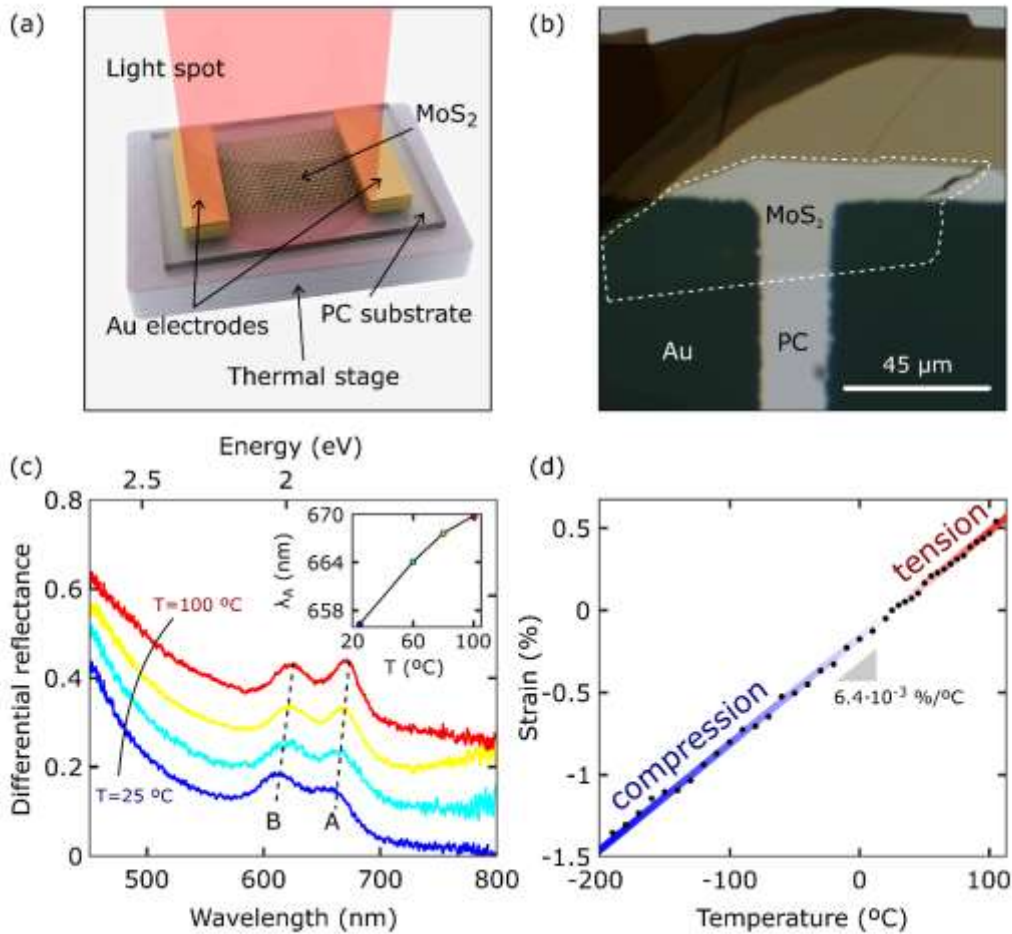 (a)
Light spot
MoS₂
Au electrodes
PC substrate
Thermal stage
(b)
MoS₂
Au
PC
45 µm
(c)
Energy (eV)
2.5 2
Differential reflectance
0.8
0.6
0.4
0.2
0
T=100 ºC
T=25 ºC
B
A
λA (nm)
670
664
656
20 60 100
T (ºC)
500 600 700 800
Wavelength (nm)
(d)
Strain (%)
0.5
0
-0.5
-1
-1.5
tension
compression
6.4·10⁻³ %/ºC
-200 -100 0 100
Temperature (ºC)